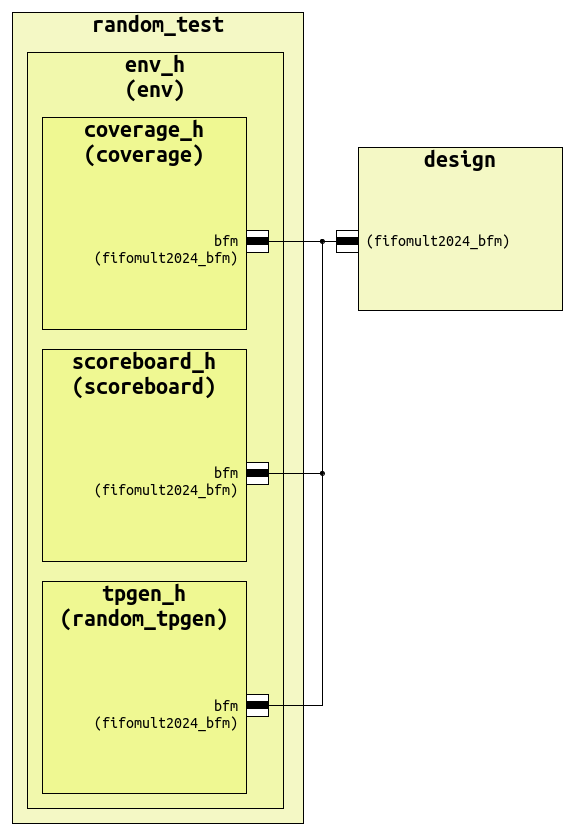 random_test
env_h
(env)
coverage_h
(coverage)
bfm
(fifomult2024_bfm)
design
(fifomult2024_bfm)
scoreboard_h
(scoreboard)
bfm
(fifomult2024_bfm)
tpgen_h
(random_tpgen)
bfm
(fifomult2024_bfm)